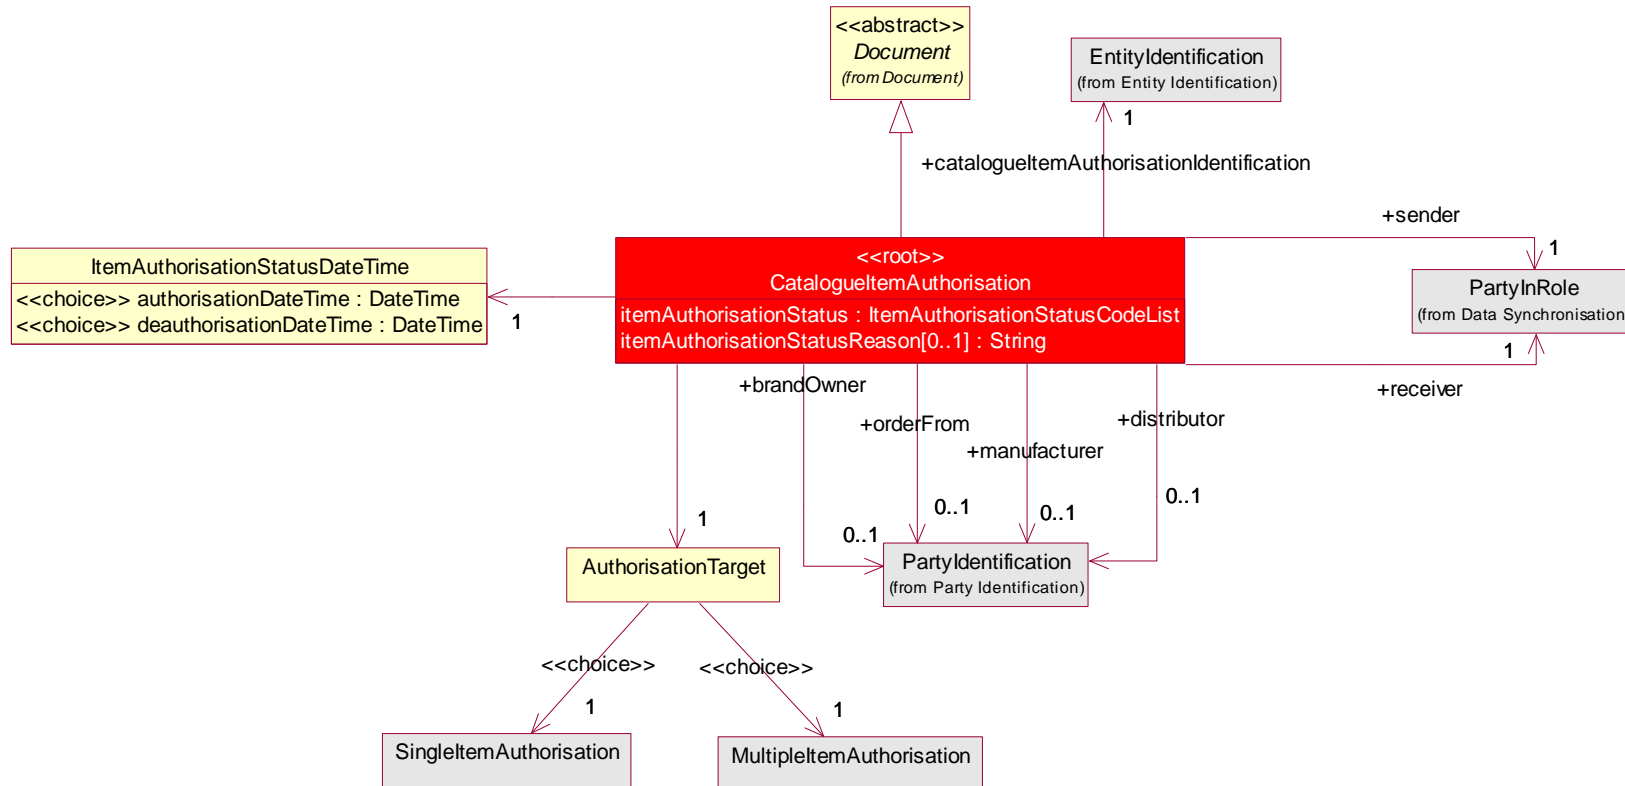 <<abstract>>
Document
(from Document)
EntityIdentification
(from Entity Identification)
1
+catalogueItemAuthorisationIdentification
+sender
1
<<root>>
CatalogueItemAuthorisation
itemAuthorisationStatus : ItemAuthorisationStatusCodeList
itemAuthorisationStatusReason[0..1] : String
ItemAuthorisationStatusDateTime
<<choice>> authorisationDateTime : DateTime
<<choice>> deauthorisationDateTime : DateTime
1
PartyInRole
(from Data Synchronisation
1
+receiver
+brandOwner
+orderFrom
+manufacturer
+distributor
1
0..1
0..1
0..1
0..1
AuthorisationTarget
PartyIdentification
(from Party Identification)
<<choice>>
<<choice>>
1
1
SingleItemAuthorisation
MultipleItemAuthorisation